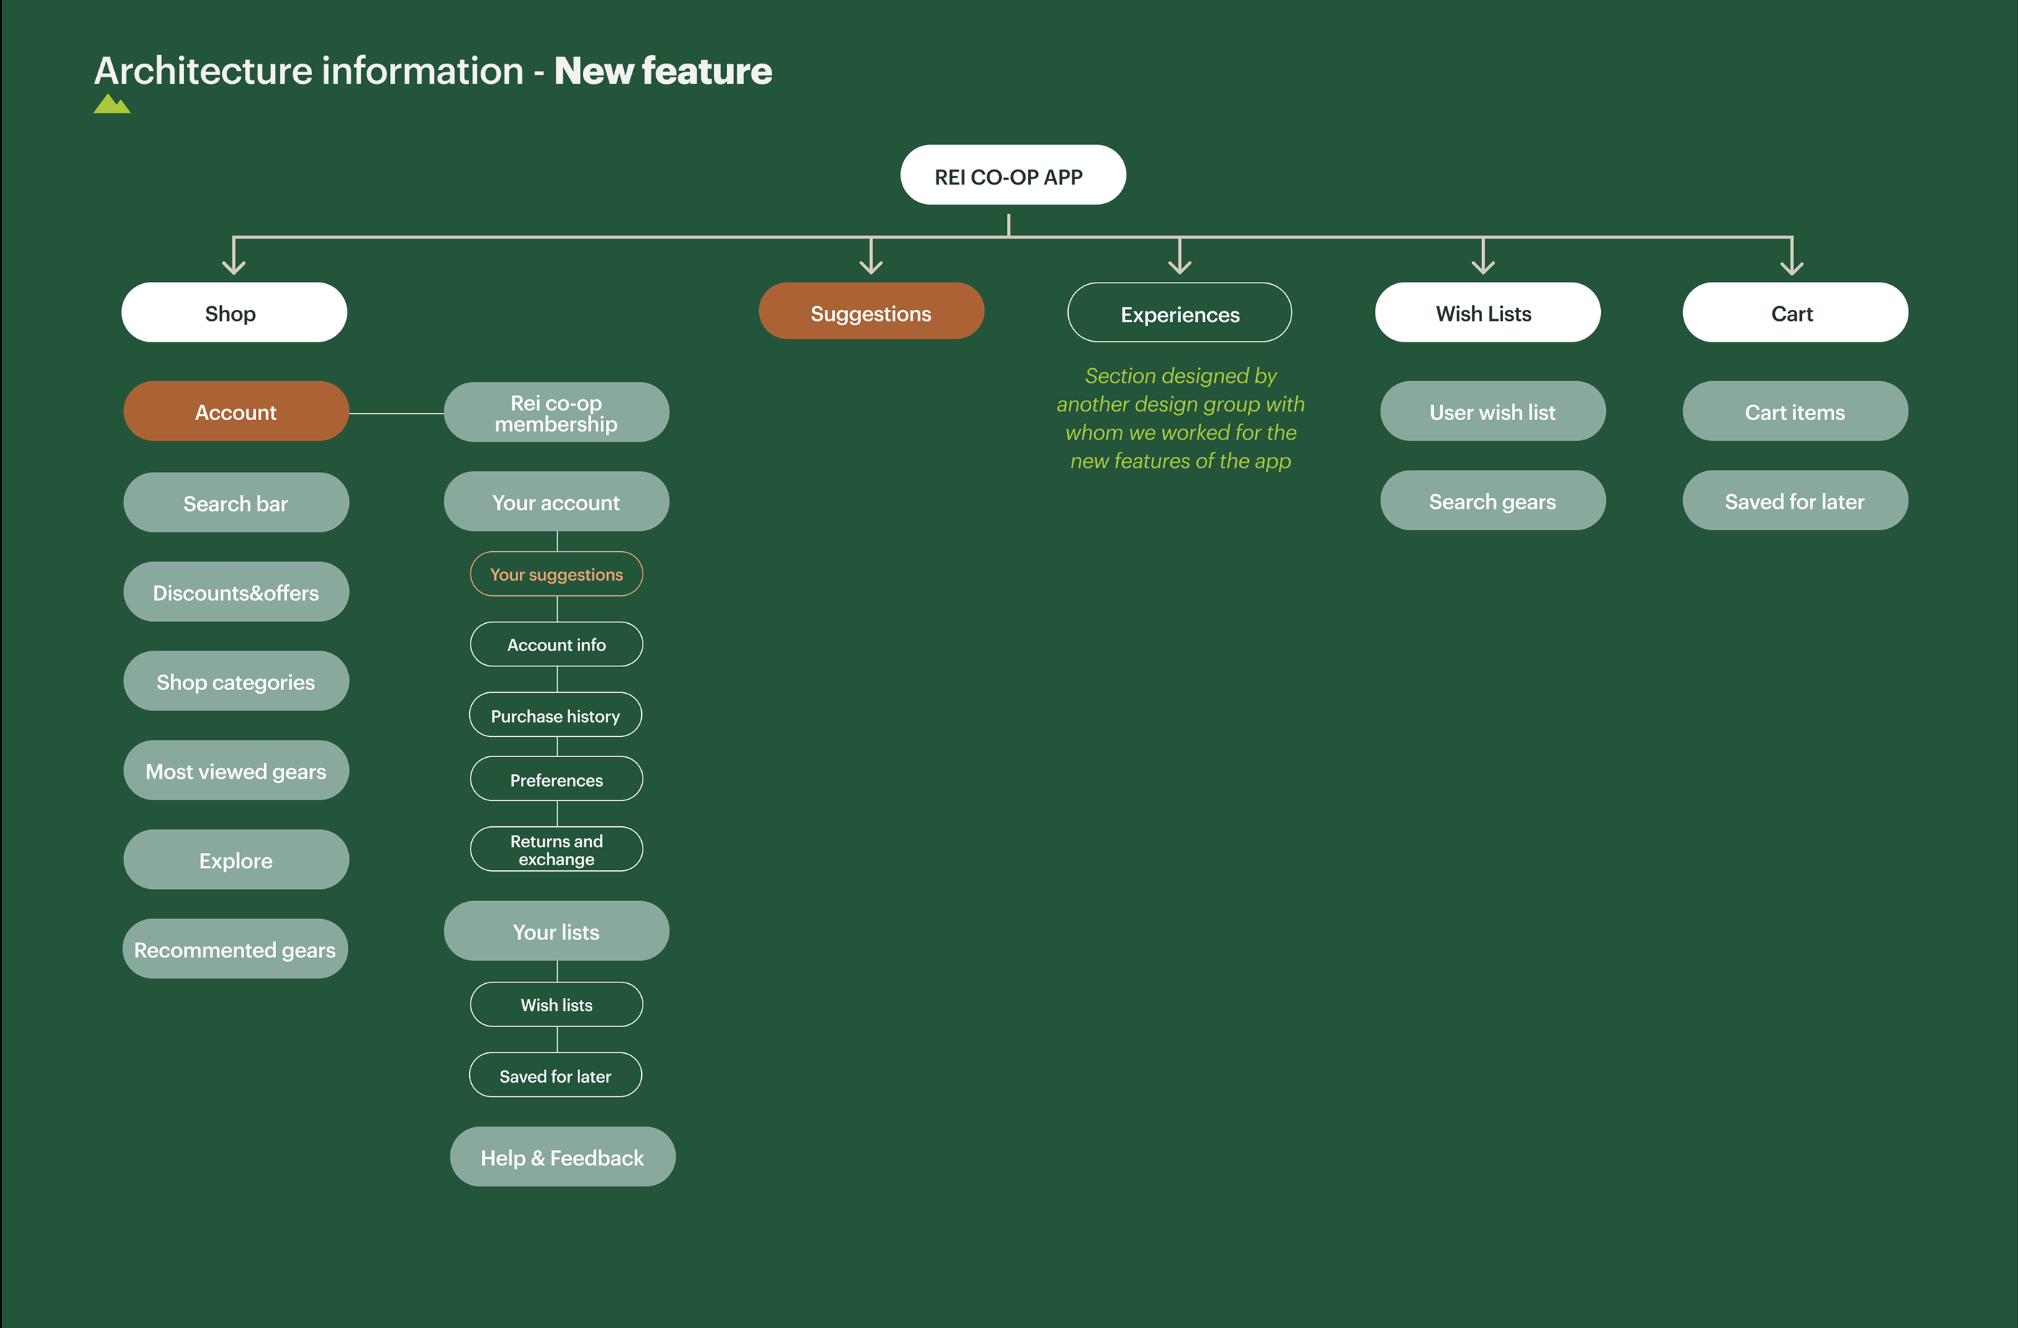 Architecture information - New feature
REI CO-OP APP
Shop
Suggestions
Experiences
Wish Lists
Cart
Section designed by
another design group with
whom we worked for the
new features of the app
Account
Search bar
Discounts&offers
Shop categories
Most viewed gears
Explore
Recommented gears
Rei co-op
membership
Your account
Your suggestions
Account info
Purchase history
Preferences
Returns and
exchange
Your lists
Wish lists
Saved for later
Help & Feedback
User wish list
Search gears
Cart items
Saved for later